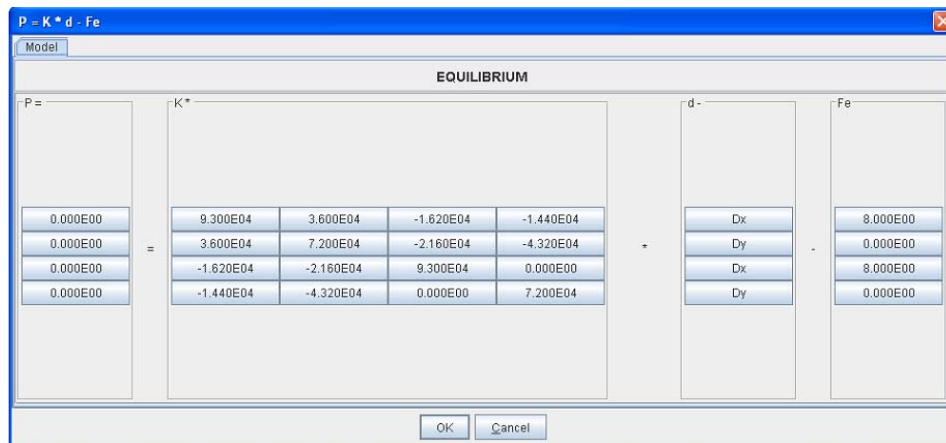 P = K * d - Fe
Model
EQUILIBRIUM
P = K * d - Fe
0.000E00 9.300E04 3.600E04 -1.620E04 -1.440E04 Dx 8.000E00
0.000E00 = 3.600E04 7.200E04 -2.160E04 -4.320E04 * Dy - 0.000E00
0.000E00 -1.620E04 -2.160E04 9.300E04 0.000E00 Dx 8.000E00
0.000E00 -1.440E04 -4.320E04 0.000E00 7.200E04 Dy 0.000E00
OK Cancel